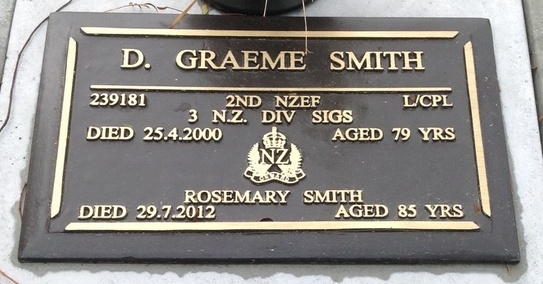 D. GRAEME SMITH
239181 2ND NZEF L/CPL
3 N.Z. DIV SIGS
DIED 25.4.2000 AGED 79 YRS
NZ
ROSEMARY SMITH
DIED 29.7.2012 AGED 85 YRS